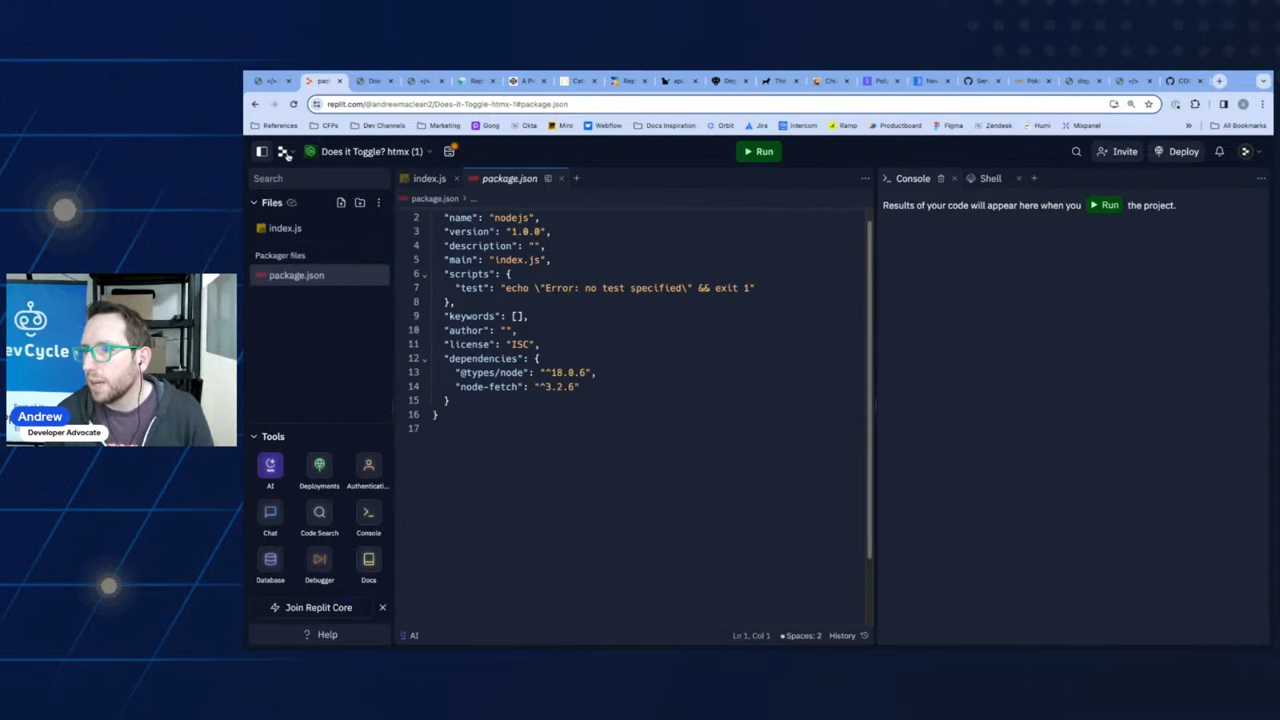 replit.com/@andrewmaclean2/Does-it-Toggle-htmx-1#package.json
References CFPs Dev Channels Marketing Gong Okta Miro Webflow Docs Inspiration Orbit Jira Intercom Ramp Productboard Figma Zendesk Humi Mixpanel » All Bookmarks
Does it Toggle? htmx (1) Run Invite Deploy
Search
index.js package.json
Console Shell
Files
package.json > ...
Results of your code will appear here when you Run the project.
index.js
Packager files
package.json
2 "name": "nodejs",
3 "version": "1.0.0",
4 "description": "",
5 "main": "index.js",
6 "scripts": {
7 "test": "echo \"Error: no test specified\" && exit 1"
8 },
9 "keywords": [],
10 "author": "",
11 "license": "ISC",
12 "dependencies": {
13 "@types/node": "^18.0.6",
14 "node-fetch": "^3.2.6"
15 }
16 }
17
Tools
AI Deployments Authenticati...
Chat Code Search Console
Database Debugger Docs
Join Replit Core
Help
AI
Ln 1, Col 1 Spaces: 2 History
evCycle
Andrew
Developer Advocate